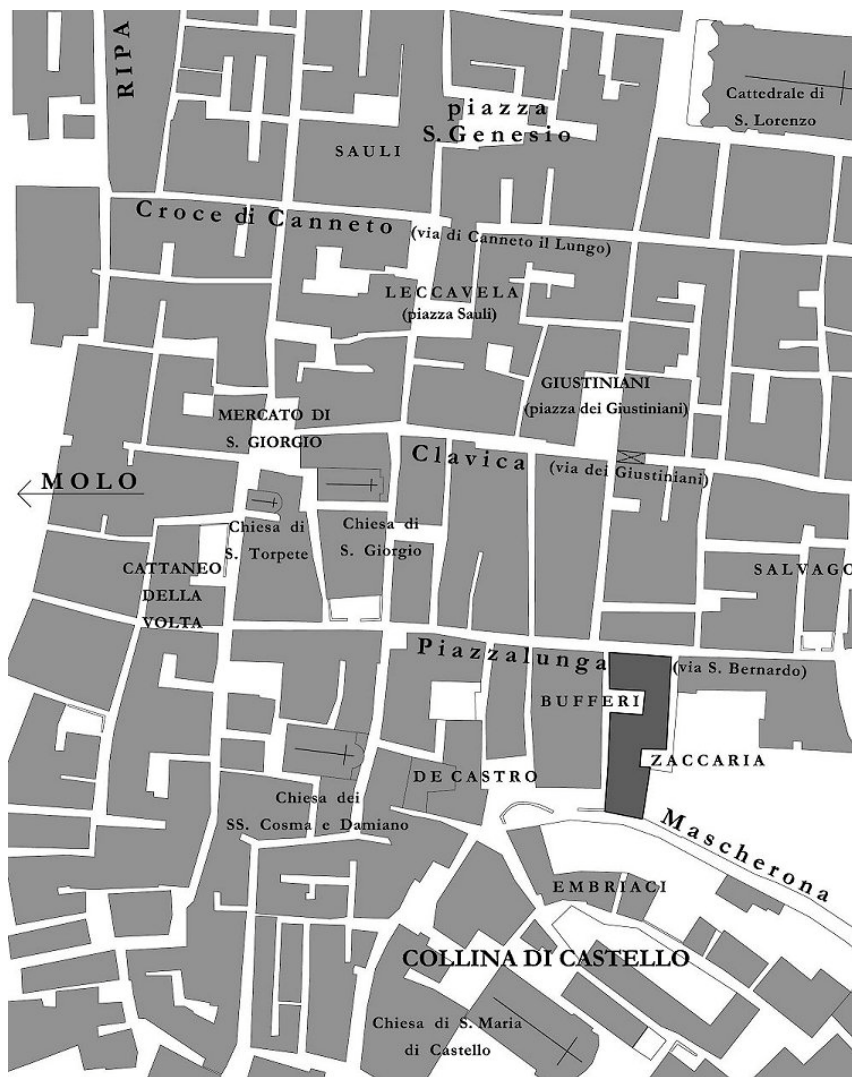 RIPA
Cattedrale di
S. Lorenzo
piazza
S. Genesio
SAULI
Croce di Canneto (via di Canneto il Lungo)
LECCAVELA
(piazza Sauli)
GIUSTINIANI
(piazza dei Giustiniani)
MERCATO DI
S. GIORGIO
Clavica (via dei Giustiniani)
MOLO
Chiesa di
S. Torpete
Chiesa di
S. Giorgio
CATTANEO
DELLA
VOLTA
SALVAGO
Piazzalunga (via S. Bernardo)
BUFFERI
ZACCARIA
DE CASTRO
Chiesa dei
SS. Cosma e Damiano
Mascherona
EMBRIACI
COLLINA DI CASTELLO
Chiesa di S. Maria
di Castello